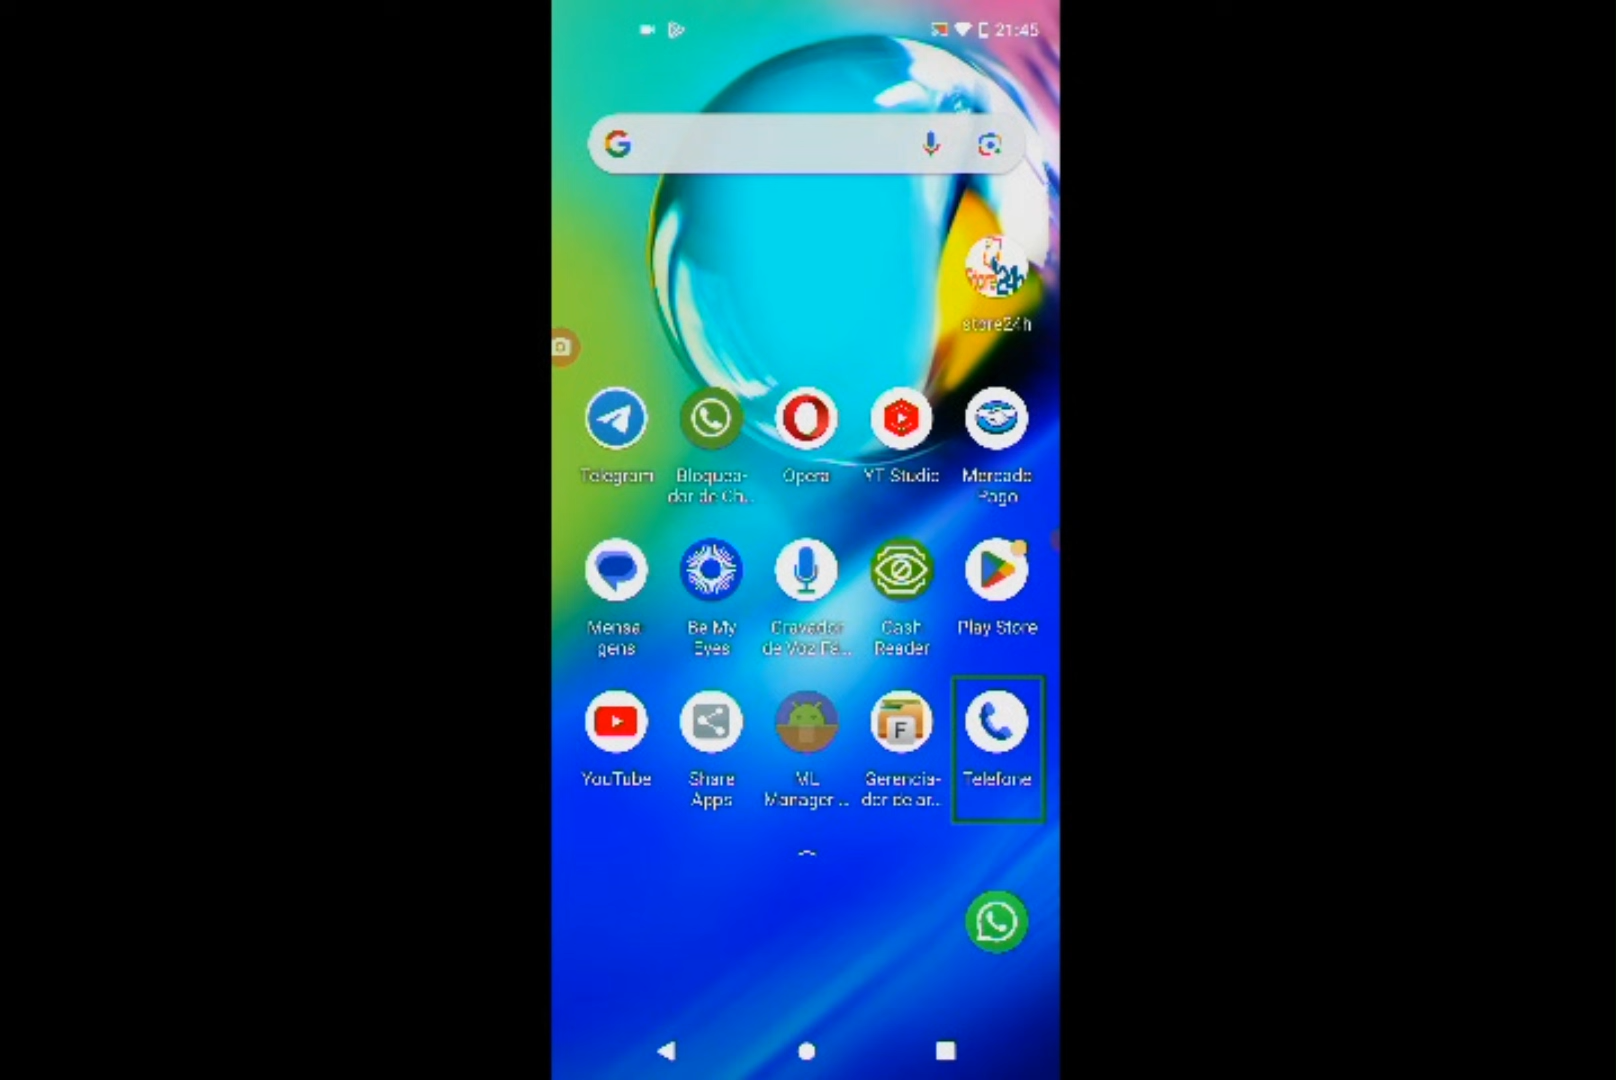 21:45
store24h
Telegram
Bloquea-
dor de Ch...
Opera
YT Studio
Mercado
Pago
Mensa
gens
Be My
Eyes
Gravador
de Voz Fá...
Cash
Reader
Play Store
YouTube
Share
Apps
ML
Manager ...
Gerencia-
dor de ar...
Telefone